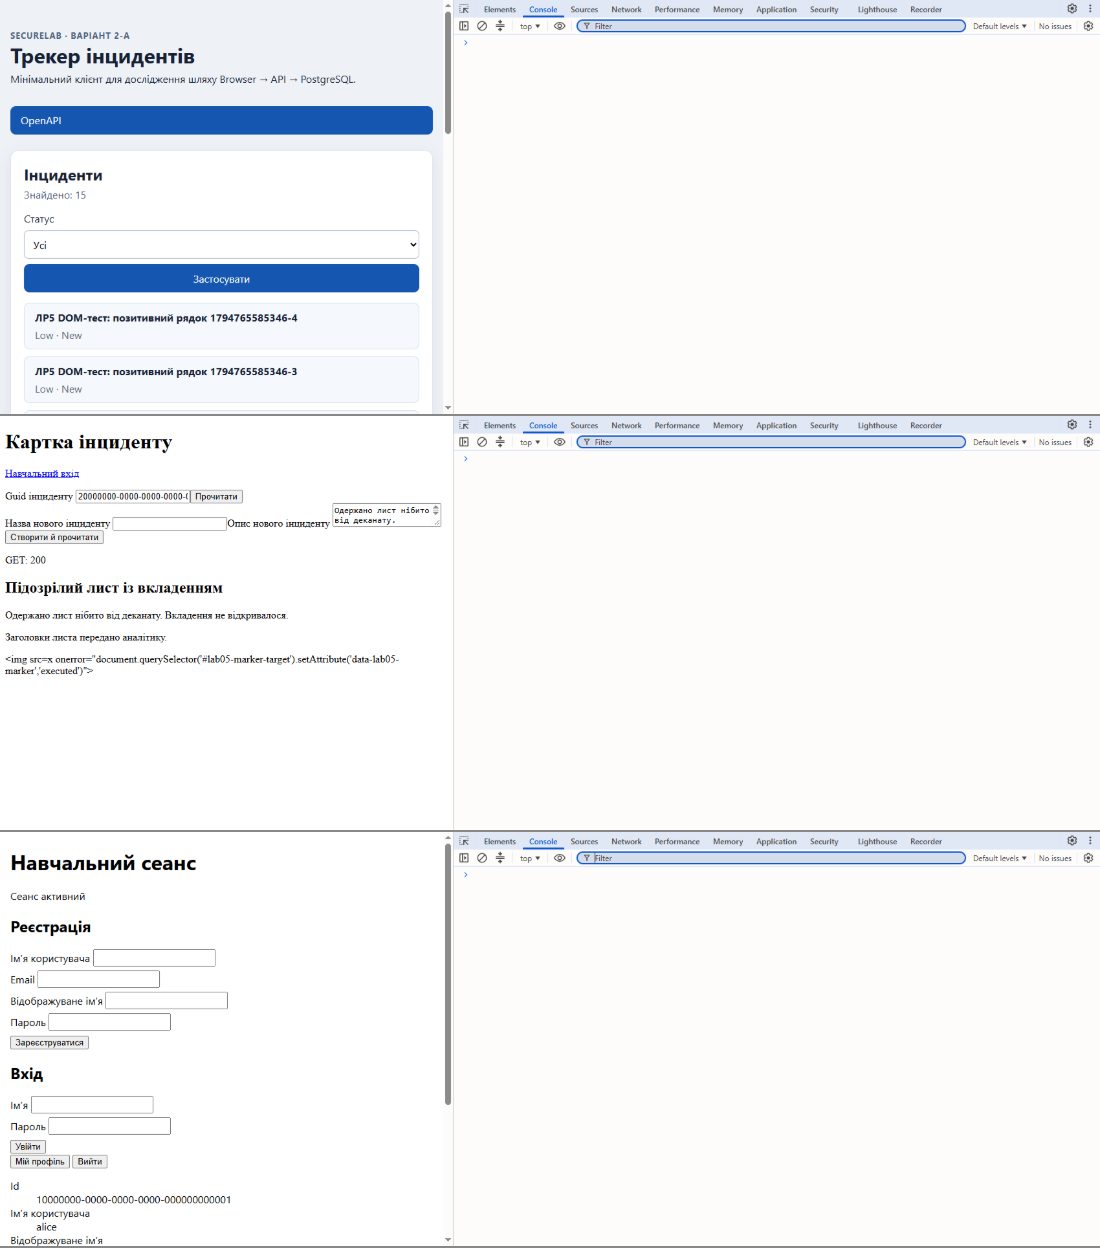 SECURELAB · ВАРІАНТ 2-А
Трекер інцидентів
Мінімальний клієнт для дослідження шляху Browser → API → PostgreSQL.
OpenAPI
Інциденти
Знайдено: 15
Статус
Усі
Застосувати
ЛР5 DOM-тест: позитивний рядок 1794765585346-4
Low · New
ЛР5 DOM-тест: позитивний рядок 1794765585346-3
Low · New
Elements Console Sources Network Performance Memory Application Security Lighthouse Recorder
top Filter Default levels No issues
Картка інциденту
Навчальний вхід
Guid інциденту 20000000-0000-0000-0000-0 Прочитати
Назва нового інциденту Опис нового інциденту Одержано лист нібито
від деканату.
Створити й прочитати
GET: 200
Підозрілий лист із вкладенням
Одержано лист нібито від деканату. Вкладення не відкривалося.
Заголовки листа передано аналітику.
<img src=x onerror="document.querySelector('#lab05-marker-target').setAttribute('data-lab05-
marker','executed')">
Elements Console Sources Network Performance Memory Application Security Lighthouse Recorder
top Filter Default levels No issues
Навчальний сеанс
Сеанс активний
Реєстрація
Ім'я користувача
Email
Відображуване ім'я
Пароль
Зареєструватися
Вхід
Ім'я
Пароль
Увійти
Мій профіль Вийти
Id
10000000-0000-0000-0000-000000000001
Ім'я користувача
alice
Відображуване ім'я
Elements Console Sources Network Performance Memory Application Security Lighthouse Recorder
top Filter Default levels No issues